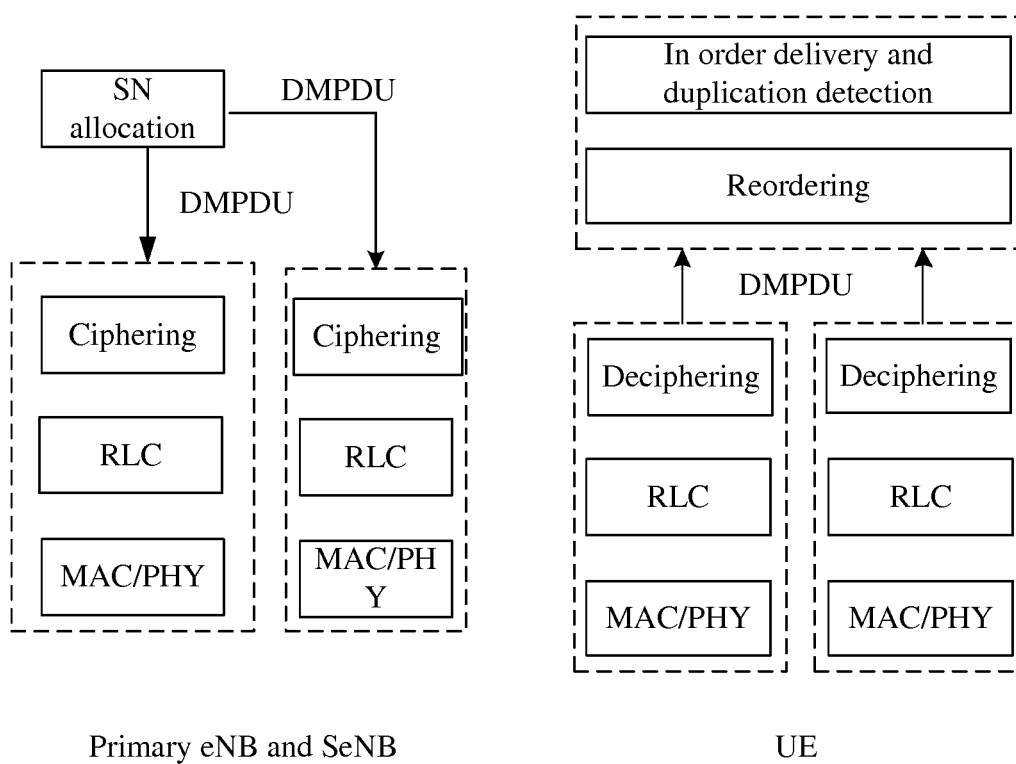 SN
allocation
DMPDU
DMPDU
Ciphering
RLC
MAC/PHY
Ciphering
RLC
MAC/PH
Y
Primary eNB and SeNB
In order delivery and
duplication detection
Reordering
DMPDU
Deciphering
RLC
MAC/PHY
Deciphering
RLC
MAC/PHY
UE